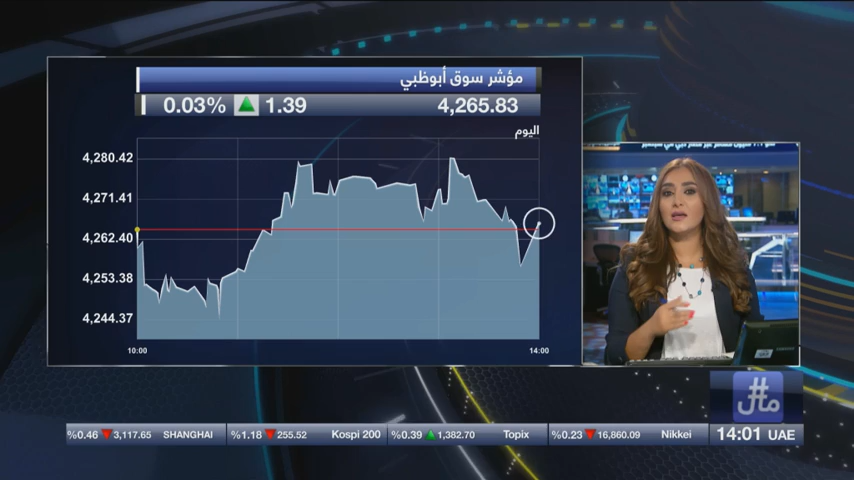 مؤشر سوق أبوظبي
4,265.83 1.39 0.03%
اليوم
4,280.42
4,271.41
4,262.40
4,253.38
4,244.37
10:00 14:00
مال
%0.46 3,117.65 SHANGHAI %1.18 255.52 Kospi 200 %0.39 1,382.70 Topix %0.23 16,860.09 Nikkei 14:01 UAE